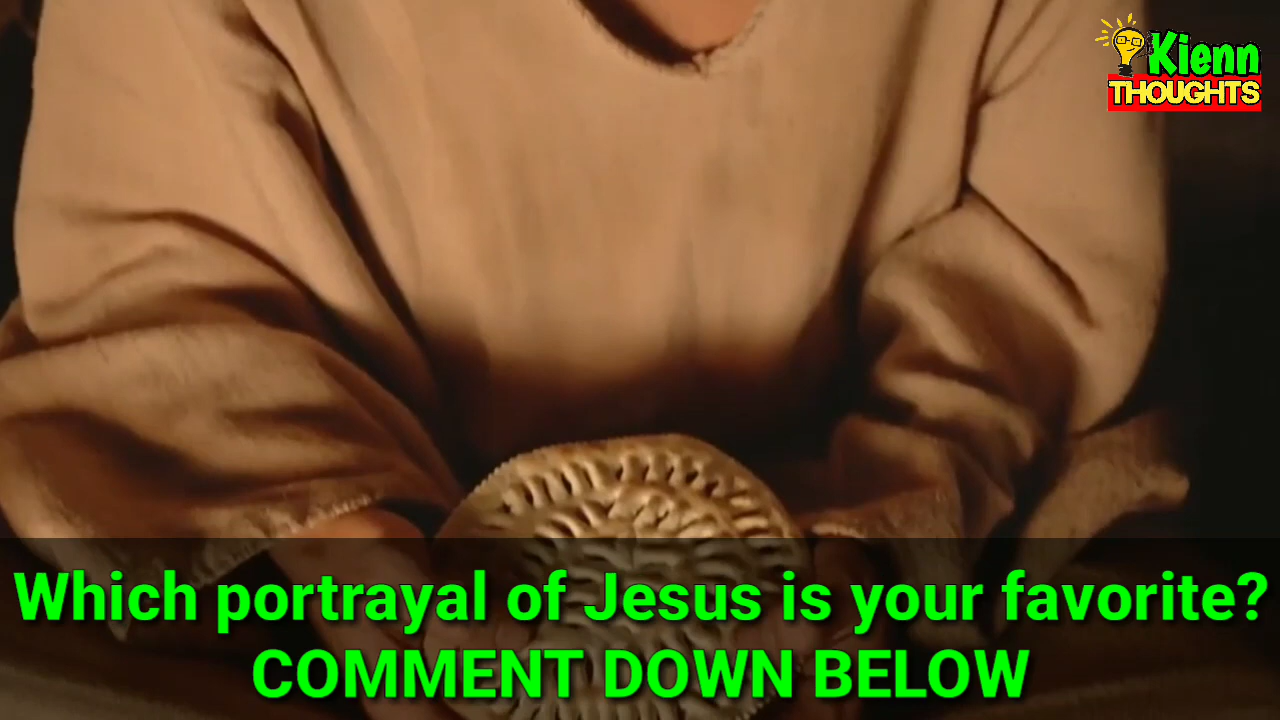 Kienn
THOUGHTS
Which portrayal of Jesus is your favorite?
COMMENT DOWN BELOW